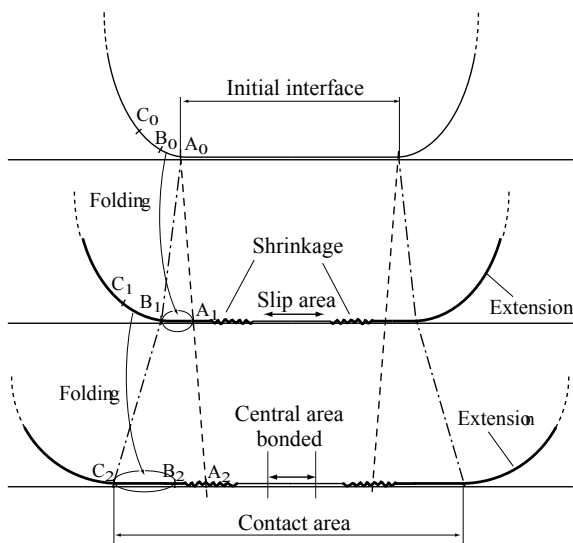 Initial interface
C0
B0 A0
Folding
Shrinkage
C1
B1 A1
Slip area
Extension
Folding
Central area
bonded
Extension
C2 B2 A2
Contact area